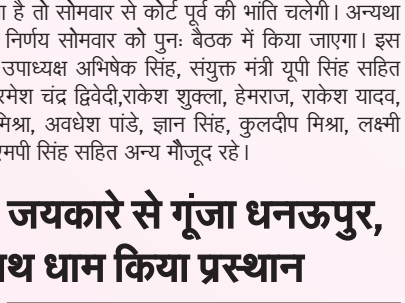 है तो सोमवार से कोर्ट पूर्व की भांति चलेगी। अन्यथा
निर्णय सोमवार को पुनः बैठक में किया जाएगा। इस
उपाध्यक्ष अभिषेक सिंह, संयुक्त मंत्री यूपी सिंह सहित
रमेश चंद्र द्विवेदी,राकेश शुक्ला, हेमराज, राकेश यादव,
मिश्रा, अवधेश पांडे, ज्ञान सिंह, कुलदीप मिश्रा, लक्ष्मी
एमपी सिंह सहित अन्य मौजूद रहे।
जयकारे से गूंजा धनऊपुर,
धाम किया प्रस्थान